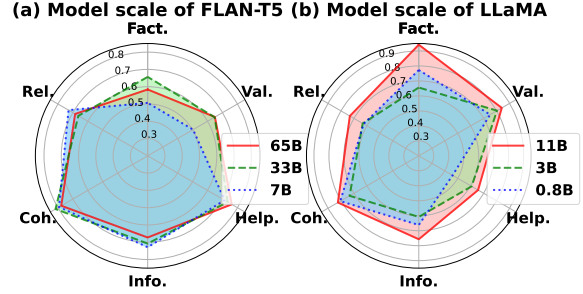 (a) Model scale of FLAN-T5
Fact.
Val.
Help.
Info.
Coh.
Rel.
0.8
0.7
0.6
0.5
0.4
0.3
65B
33B
7B
(b) Model scale of LLaMA
Fact.
Val.
Help.
Info.
Coh.
Rel.
0.9
0.8
0.7
0.6
0.5
0.4
0.3
11B
3B
0.8B